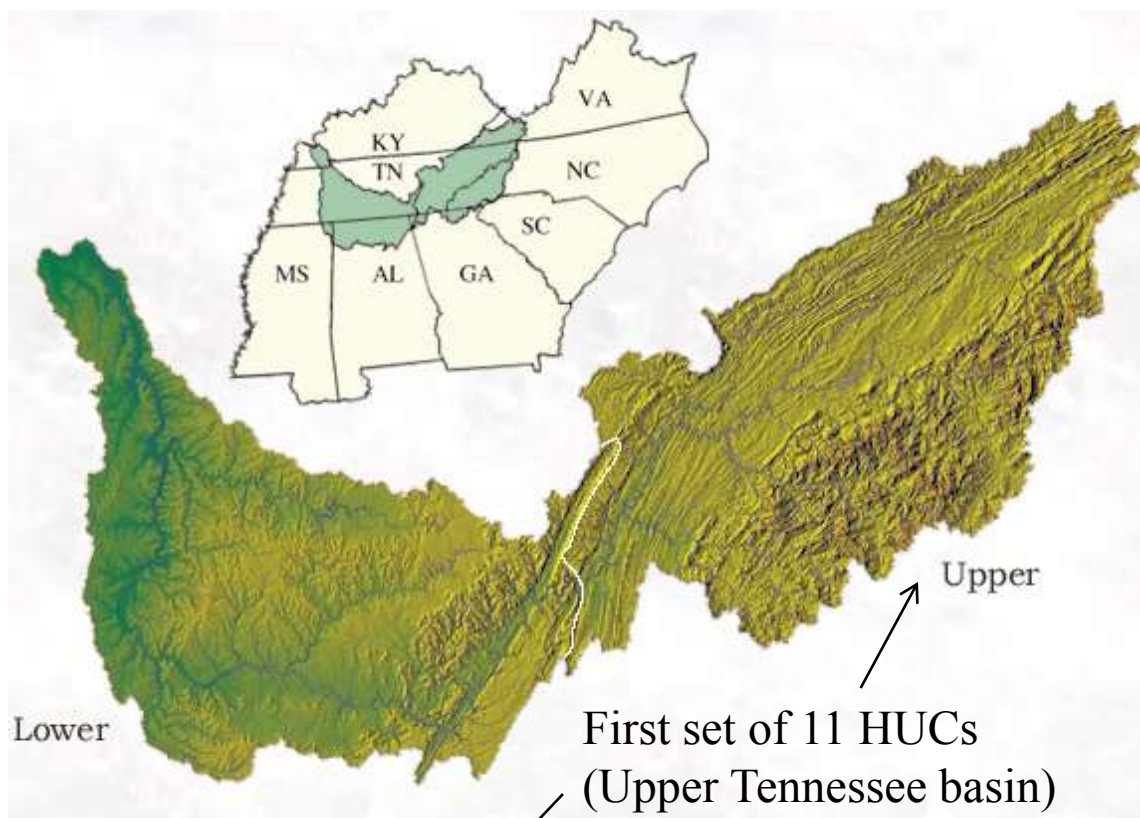 VA
KY
TN
NC
SC
MS
AL
GA
Upper
Lower
First set of 11 HUCs
(Upper Tennessee basin)